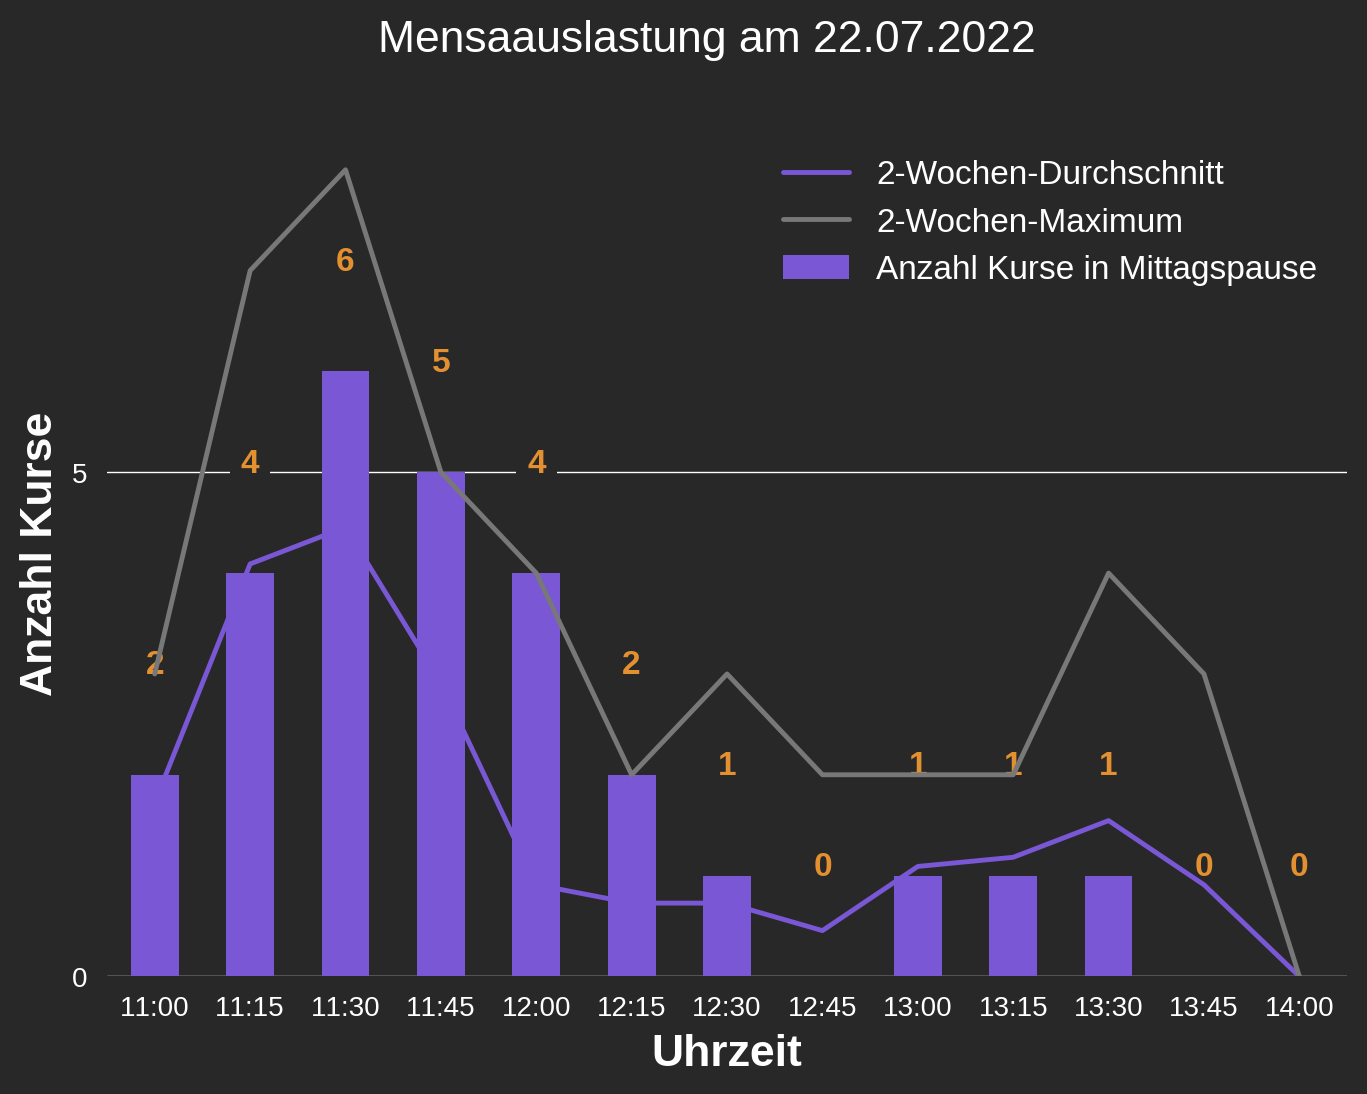 Mensaauslastung am 22.07.2022
2-Wochen-Durchschnitt
2-Wochen-Maximum
Anzahl Kurse in Mittagspause
Anzahl Kurse
5
0
2
4
6
5
4
2
1
0
1
1
1
0
0
11:00 11:15 11:30 11:45 12:00 12:15 12:30 12:45 13:00 13:15 13:30 13:45 14:00
Uhrzeit